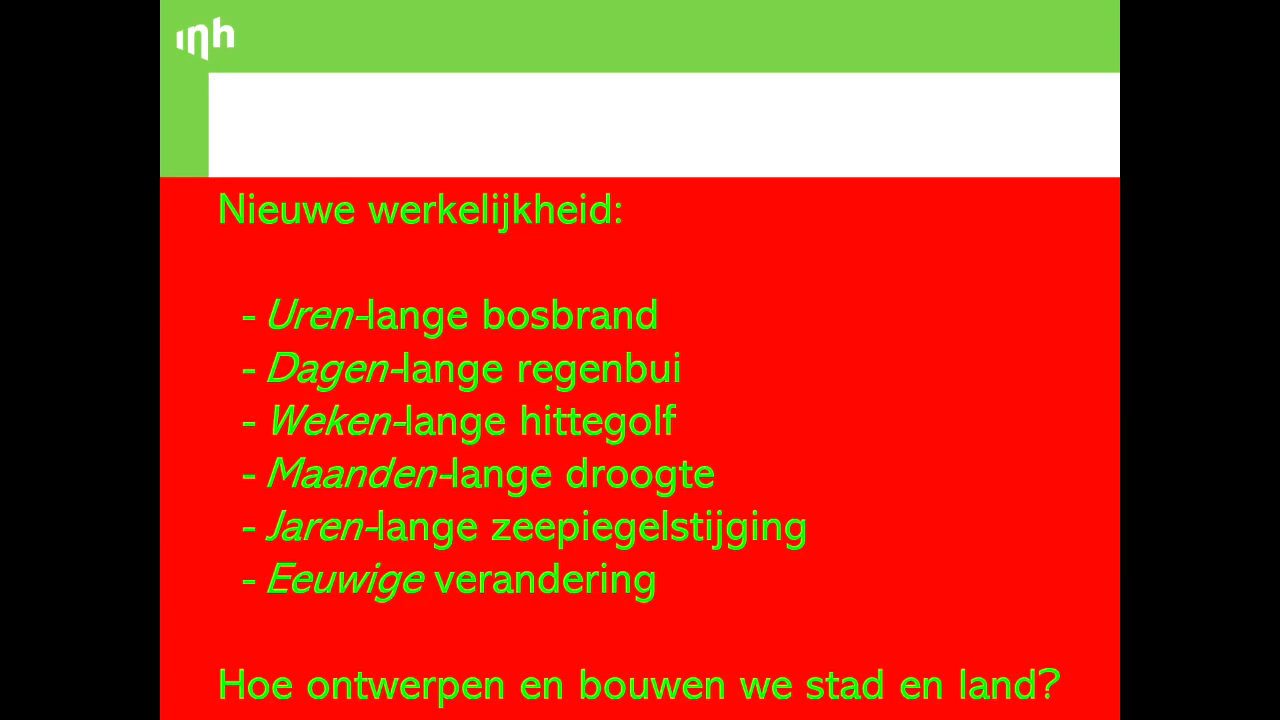 inh
Nieuwe werkelijkheid:
- Uren-lange bosbrand
- Dagen-lange regenbui
- Weken-lange hittegolf
- Maanden-lange droogte
- Jaren-lange zeepiegelstijging
- Eeuwige verandering
Hoe ontwerpen en bouwen we stad en land?